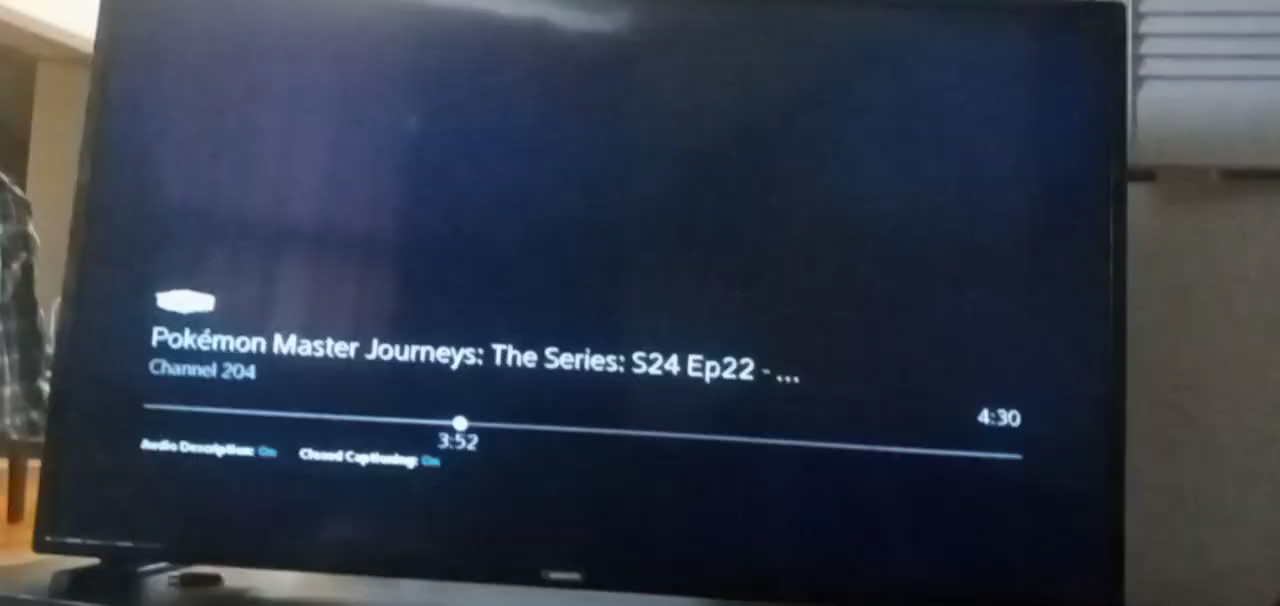 Pokémon Master Journeys: The Series: S24 Ep22 - ...
Channel 204
4:30
3:52
Audio Description: On Closed Captioning: On